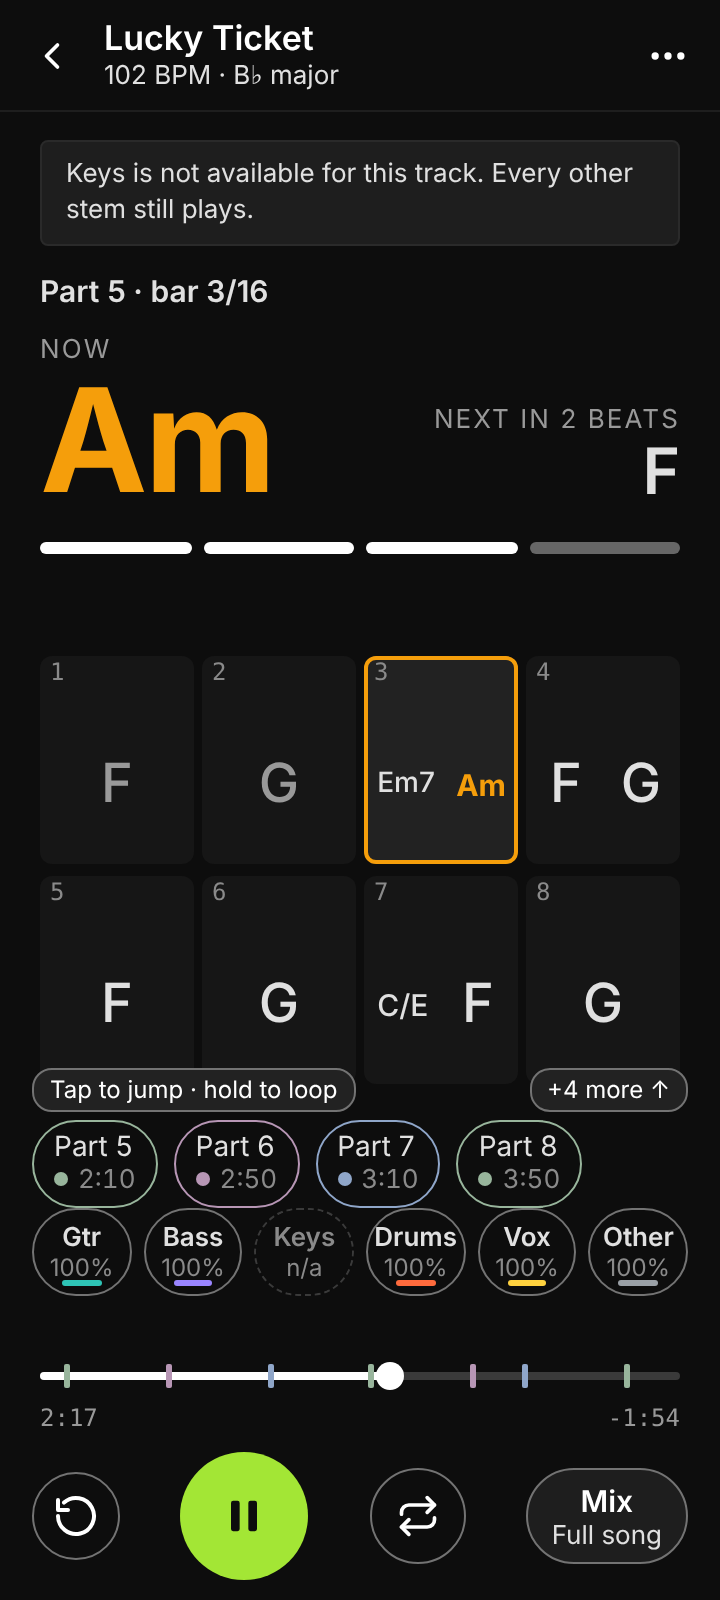 Lucky Ticket
102 BPM · B♭ major
Keys is not available for this track. Every other
stem still plays.
Part 5 · bar 3/16
NOW
Am
NEXT IN 2 BEATS
F
1 2 3 4
F G Em7 Am F G
5 6 7 8
F G C/E F G
Tap to jump · hold to loop +4 more ↑
Part 5 Part 6 Part 7 Part 8
2:10 2:50 3:10 3:50
Gtr Bass Keys Drums Vox Other
100% 100% n/a 100% 100% 100%
2:17 -1:54
Mix
Full song